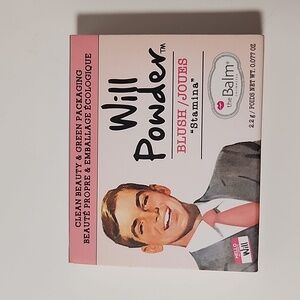 CLEAN BEAUTY & GREEN PACKAGING
BEAUTÉ PROPRE & EMBALLAGE ÉCOLOGIQUE
Will
Powder™
BLUSH/JOUES
"Stamina"
theBalm®
2.2 g / POIDS NET WT. 0.077 OZ
HELLO
Will